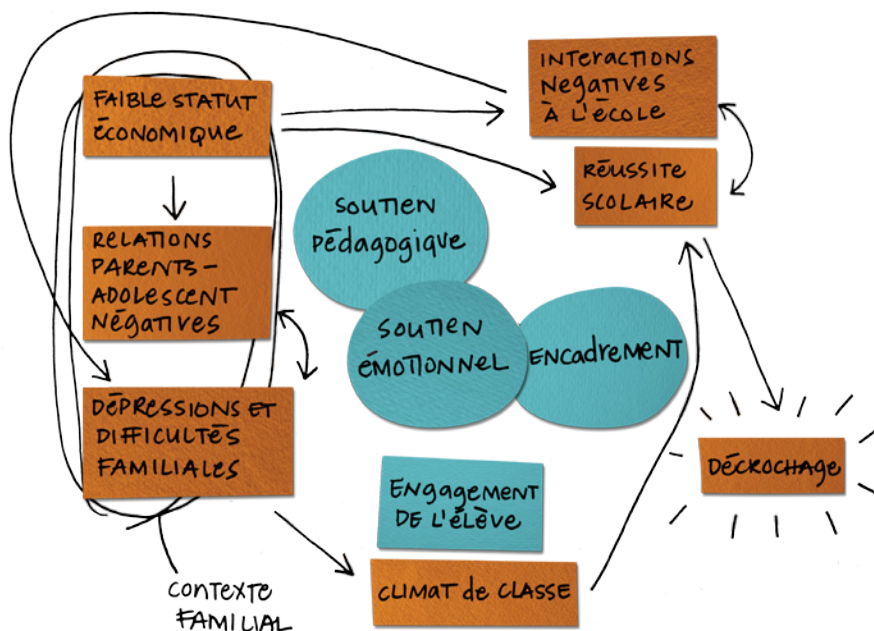 FAIBLE STATUT
ÉCONOMIQUE
INTERACTIONS
NEGATIVES
À L'ÉCOLE
RÉUSSITE
SCOLAIRE
SOUTIEN
PÉDAGOGIQUE
RELATIONS
PARENTS-
ADOLESCENT
NÉGATIVES
SOUTIEN
ÉMOTIONNEL
ENCADREMENT
DÉPRESSIONS ET
DIFFICULTÉS
FAMILIALES
DÉCROCHAGE
ENGAGEMENT
DE L'ÉLÈVE
CLIMAT de CLASSE
CONTEXTE
FAMILIAL